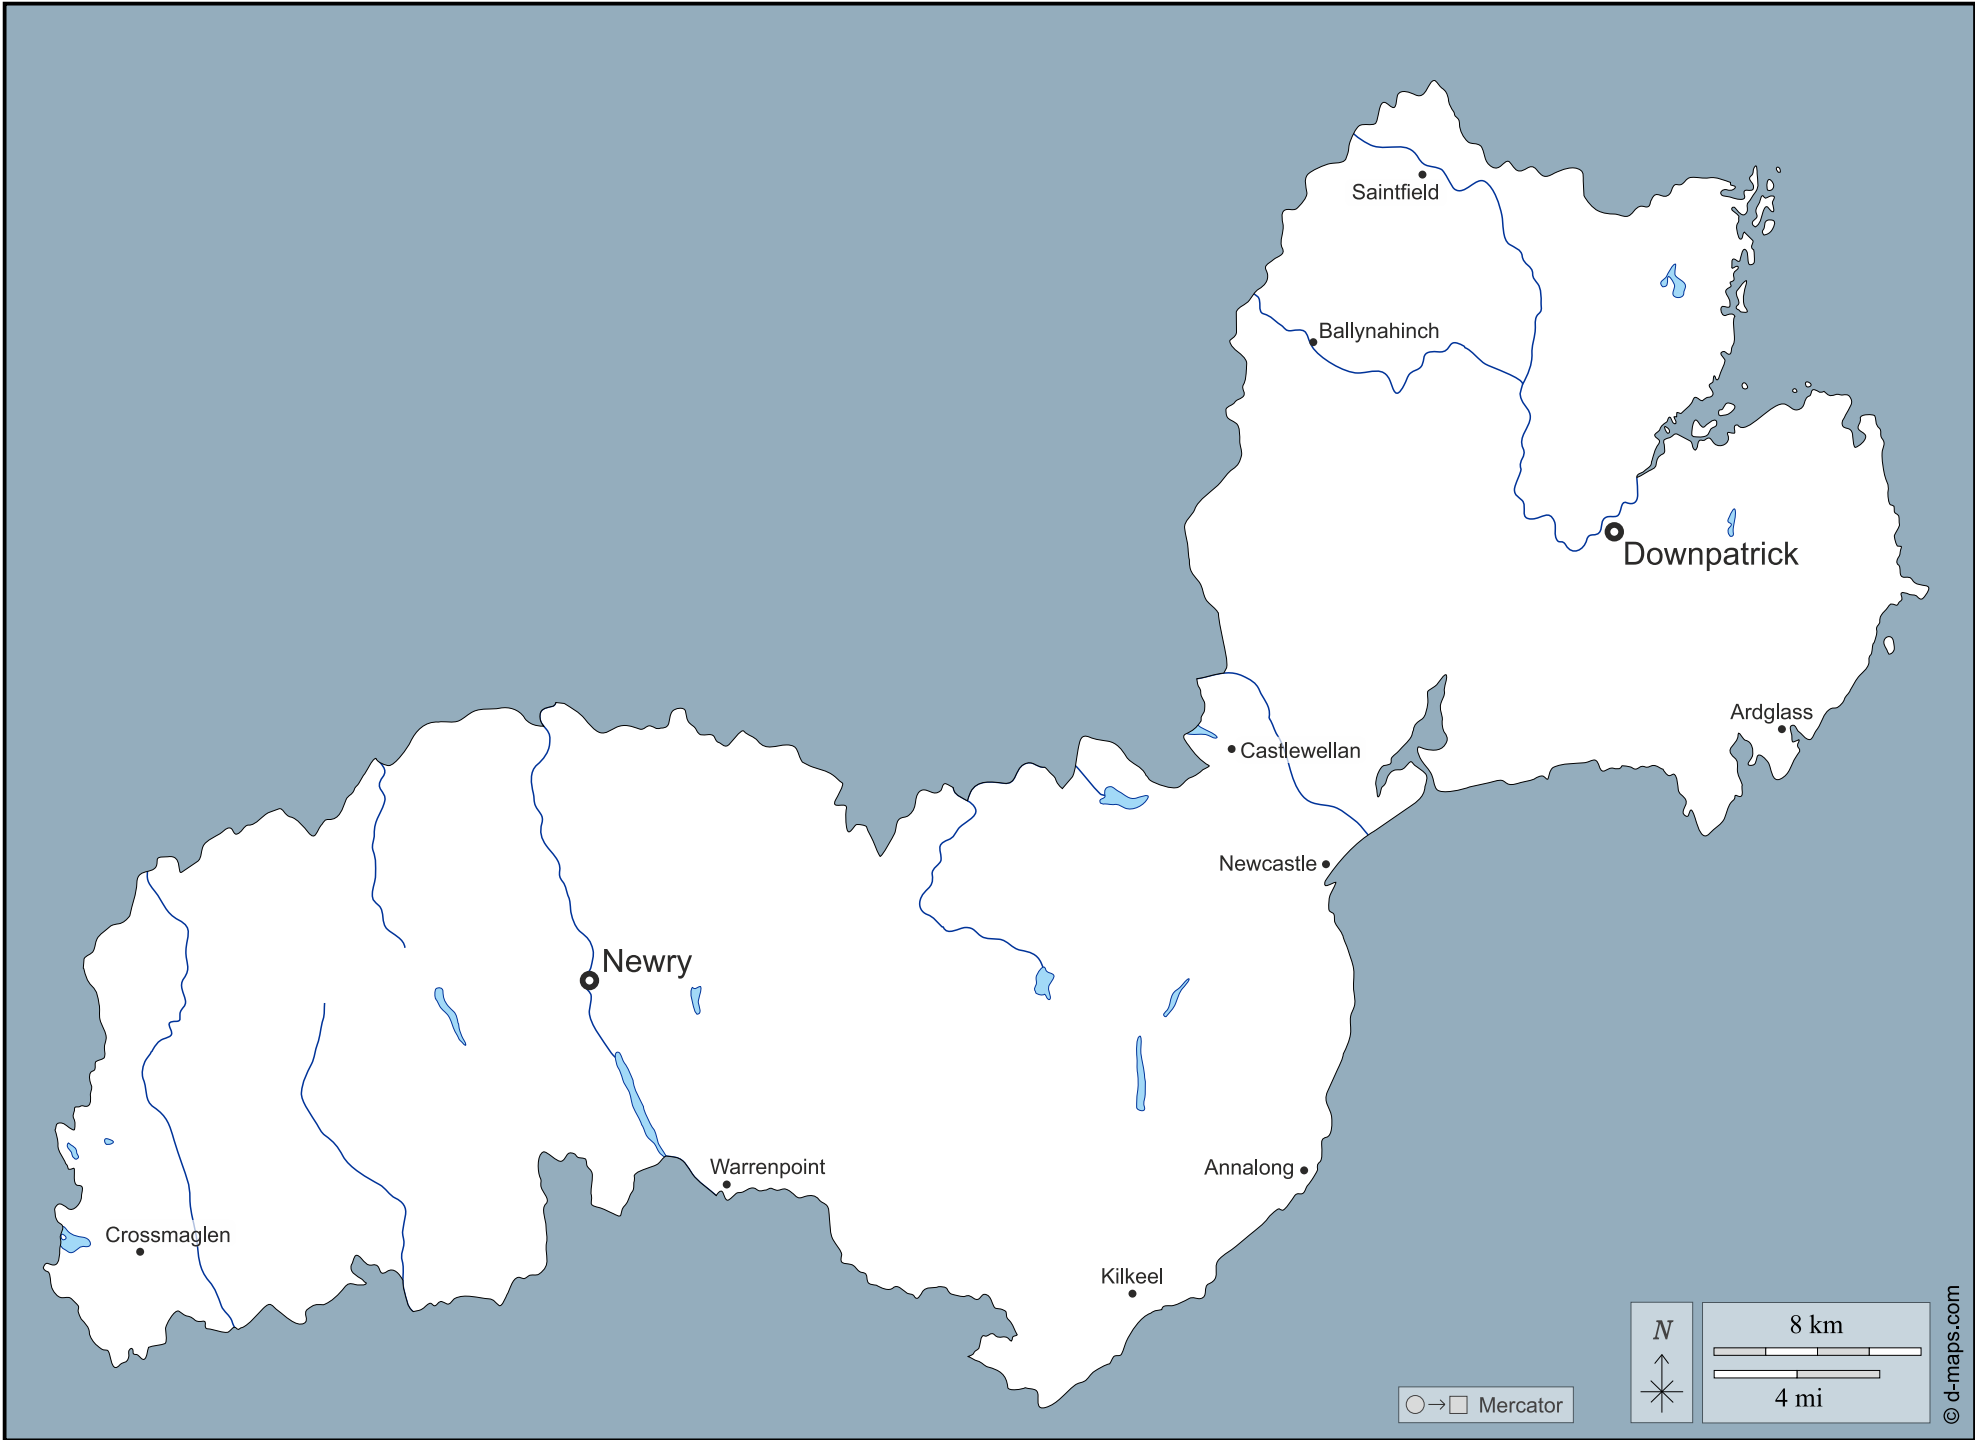 Saintfield
Ballynahinch
Downpatrick
Ardglass
Castlewellan
Newcastle
Newry
Warrenpoint
Annalong
Crossmaglen
Kilkeel
N
8 km
4 mi
Mercator
© d-maps.com